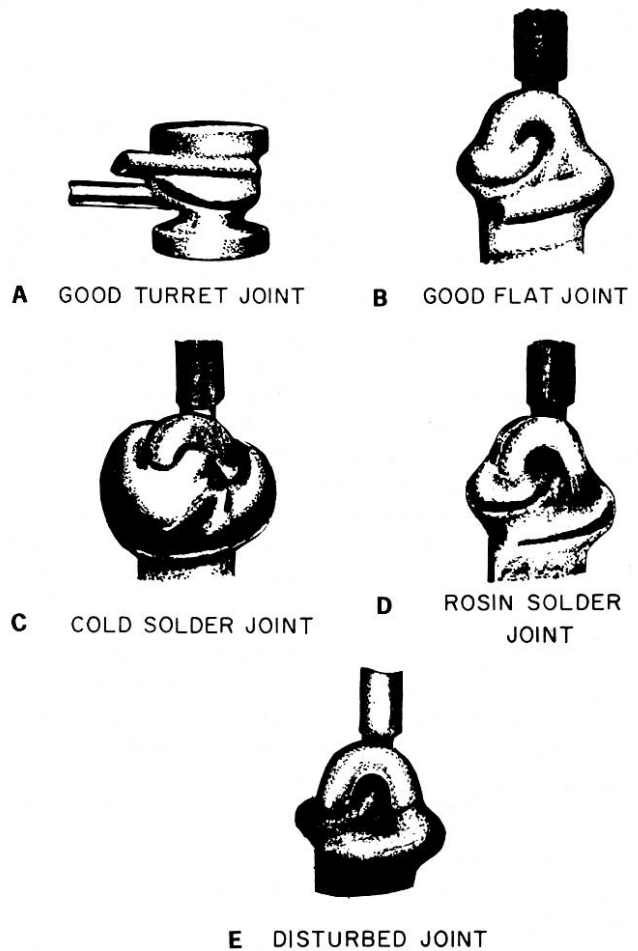 A GOOD TURRET JOINT
B GOOD FLAT JOINT
C COLD SOLDER JOINT
D ROSIN SOLDER
JOINT
E DISTURBED JOINT